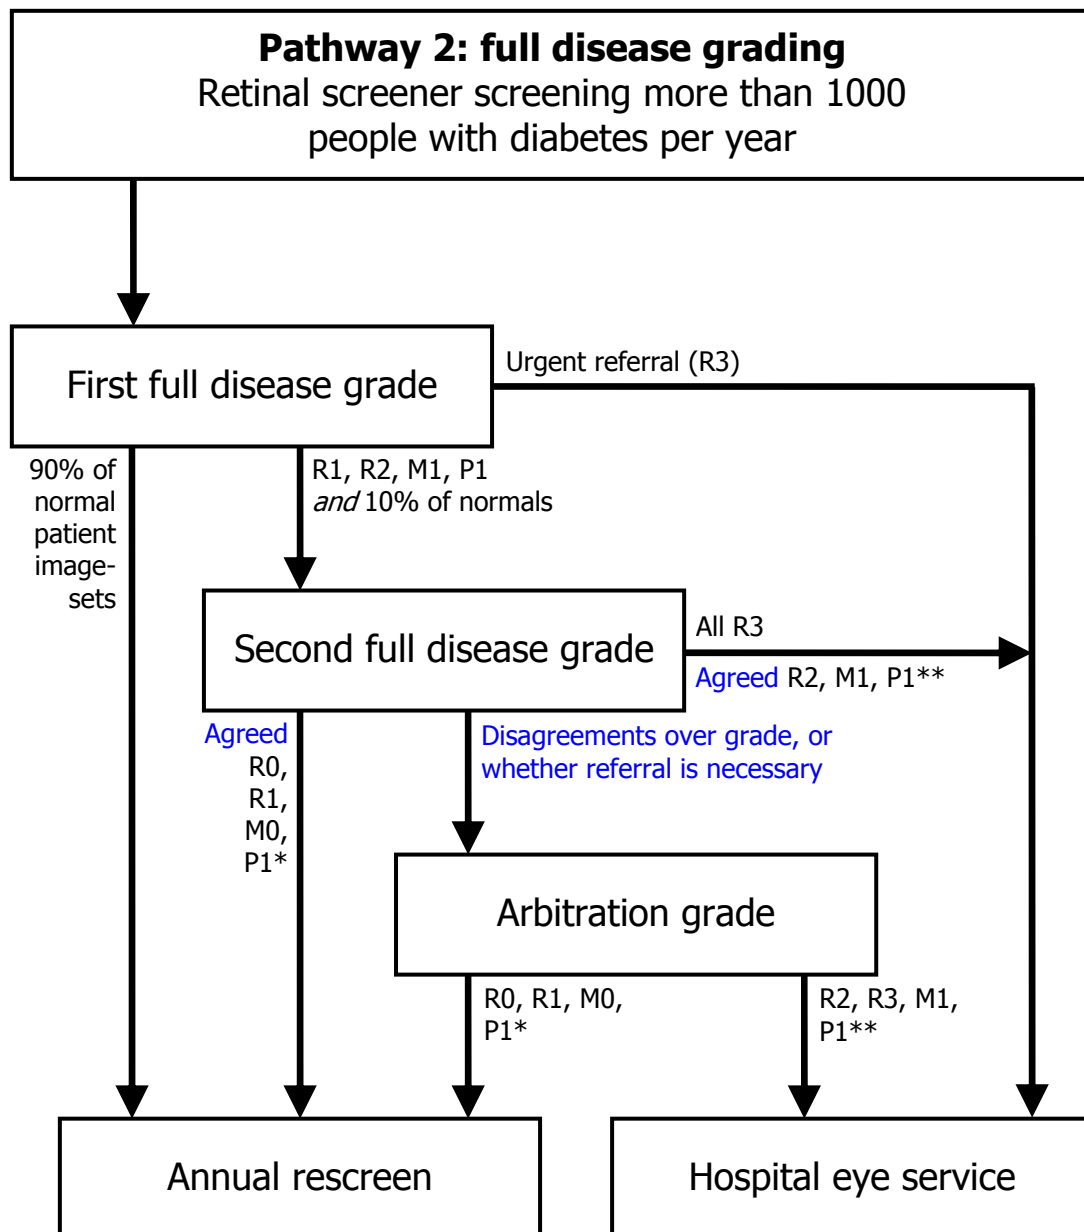 Pathway 2: full disease grading
Retinal screener screening more than 1000
people with diabetes per year
First full disease grade
Urgent referral (R3)
90% of
normal
patient
image-
sets
R1, R2, M1, P1
and 10% of normals
Second full disease grade
All R3
Agreed R2, M1, P1**
Agreed
R0,
R1,
M0,
P1*
Disagreements over grade, or
whether referral is necessary
Arbitration grade
R0, R1, M0,
P1*
R2, R3, M1,
P1**
Annual rescreen
Hospital eye service